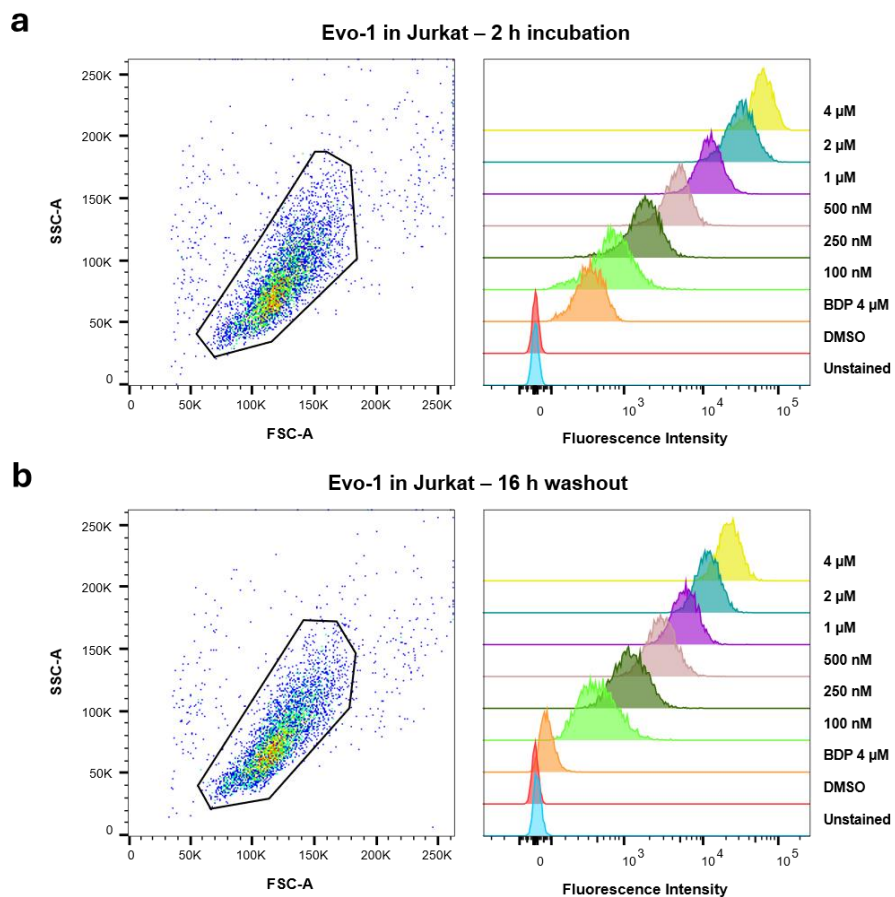 a
Evo-1 in Jurkat – 2 h incubation
250K
200K
150K
100K
50K
0
SSC-A
0 50K 100K 150K 200K 250K
FSC-A
4 µM
2 µM
1 µM
500 nM
250 nM
100 nM
BDP 4 µM
DMSO
Unstained
0 10³ 10⁴ 10⁵
Fluorescence Intensity
b
Evo-1 in Jurkat – 16 h washout
250K
200K
150K
100K
50K
0
SSC-A
0 50K 100K 150K 200K 250K
FSC-A
4 µM
2 µM
1 µM
500 nM
250 nM
100 nM
BDP 4 µM
DMSO
Unstained
0 10³ 10⁴ 10⁵
Fluorescence Intensity